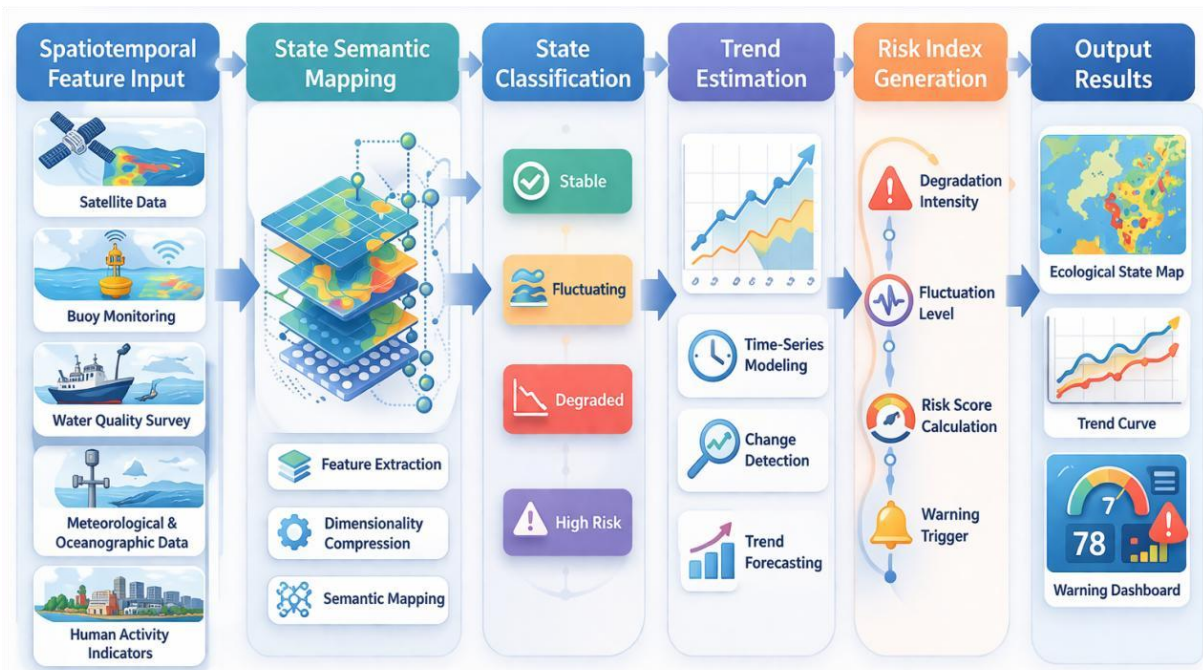 Spatiotemporal
Feature Input
State Semantic
Mapping
State
Classification
Trend
Estimation
Risk Index
Generation
Output
Results
Satellite Data
Buoy Monitoring
Water Quality Survey
Meteorological &
Oceanographic Data
Human Activity
Indicators
Feature Extraction
Dimensionality
Compression
Semantic Mapping
Stable
Fluctuating
Degraded
High Risk
Time-Series
Modeling
Change
Detection
Trend
Forecasting
Degradation
Intensity
Fluctuation
Level
Risk Score
Calculation
Warning
Trigger
Ecological State Map
Trend Curve
7
78
Warning Dashboard